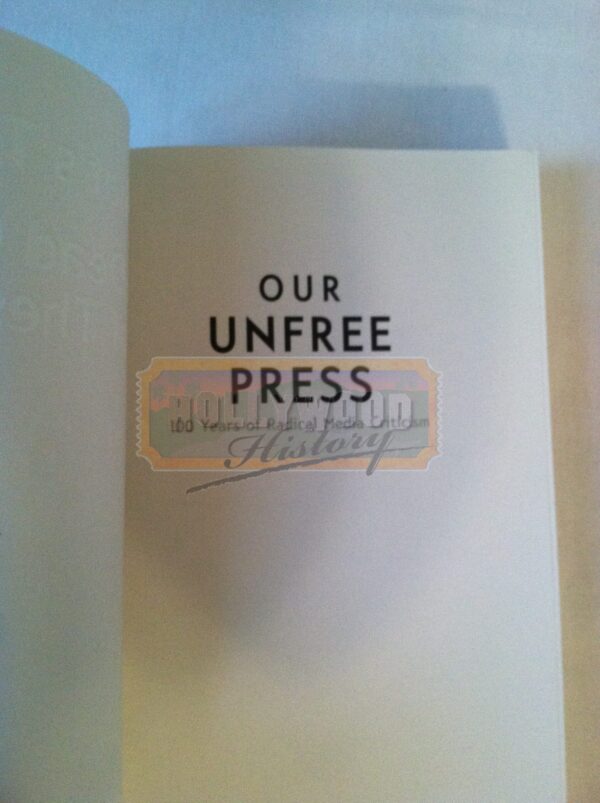 OUR
UNFREE
PRESS
100 Years of Radical Media Criticism
HOLLYWOOD
History